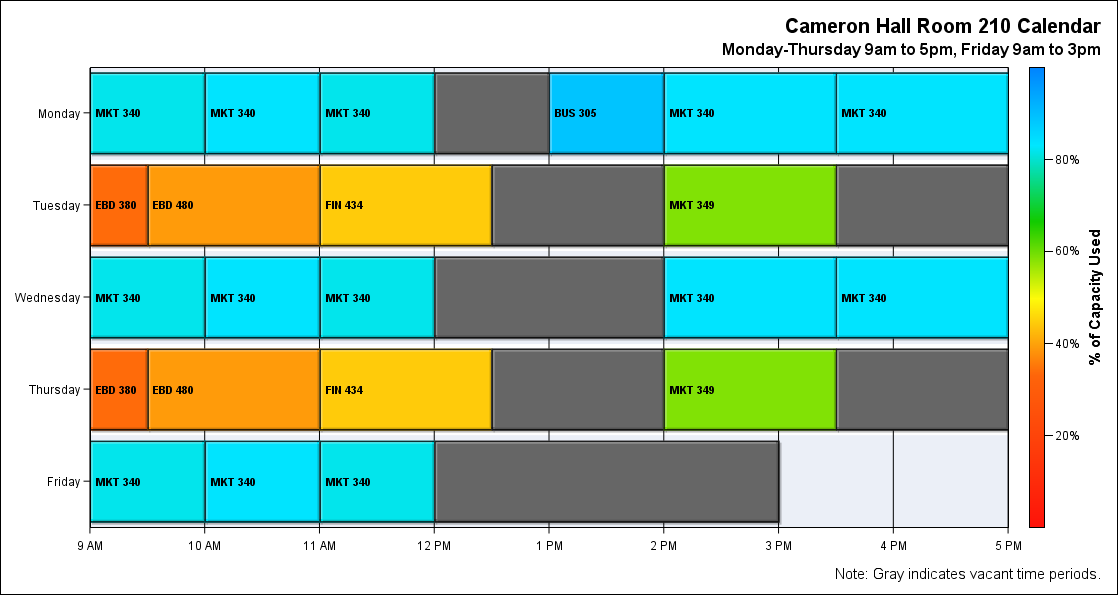 Cameron Hall Room 210 Calendar
Monday-Thursday 9am to 5pm, Friday 9am to 3pm
Monday
MKT 340
MKT 340
MKT 340
BUS 305
MKT 340
MKT 340
Tuesday
EBD 380
EBD 480
FIN 434
MKT 349
Wednesday
MKT 340
MKT 340
MKT 340
MKT 340
MKT 340
Thursday
EBD 380
EBD 480
FIN 434
MKT 349
Friday
MKT 340
MKT 340
MKT 340
9 AM
10 AM
11 AM
12 PM
1 PM
2 PM
3 PM
4 PM
5 PM
80%
60%
40%
20%
% of Capacity Used
Note: Gray indicates vacant time periods.